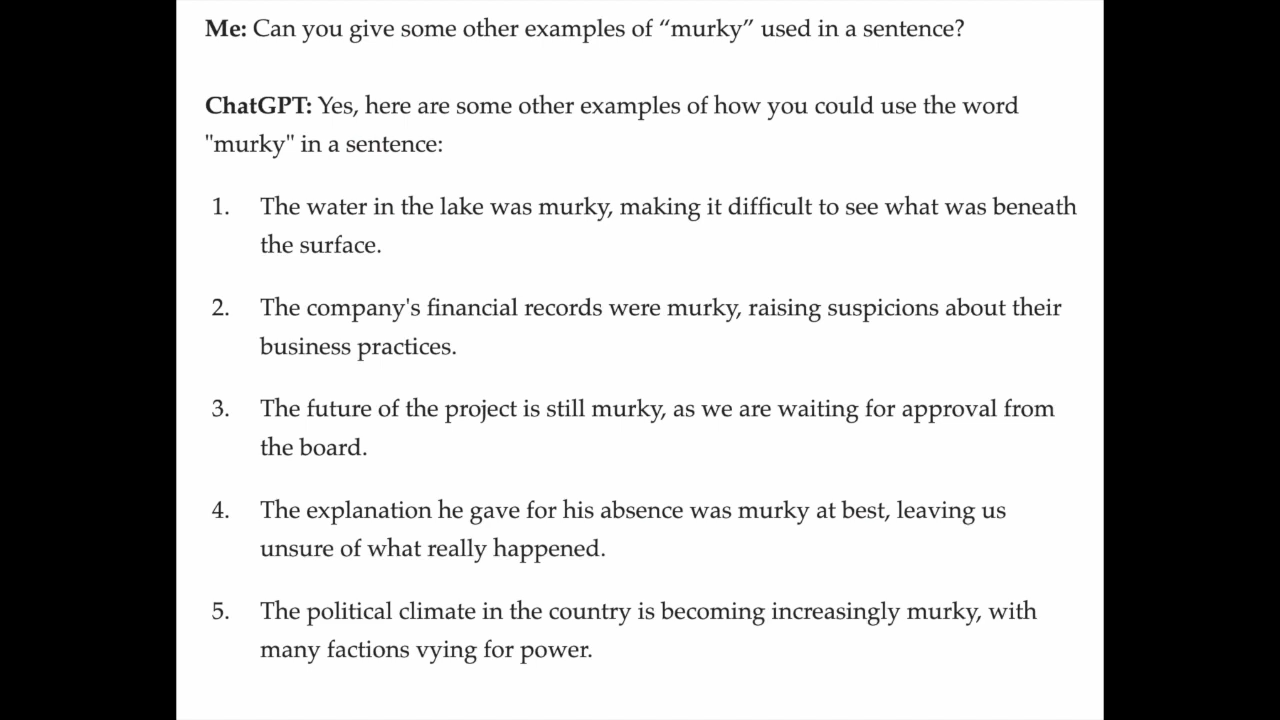 Me: Can you give some other examples of “murky” used in a sentence?
ChatGPT: Yes, here are some other examples of how you could use the word
"murky" in a sentence:
1. The water in the lake was murky, making it difficult to see what was beneath
the surface.
2. The company's financial records were murky, raising suspicions about their
business practices.
3. The future of the project is still murky, as we are waiting for approval from
the board.
4. The explanation he gave for his absence was murky at best, leaving us
unsure of what really happened.
5. The political climate in the country is becoming increasingly murky, with
many factions vying for power.